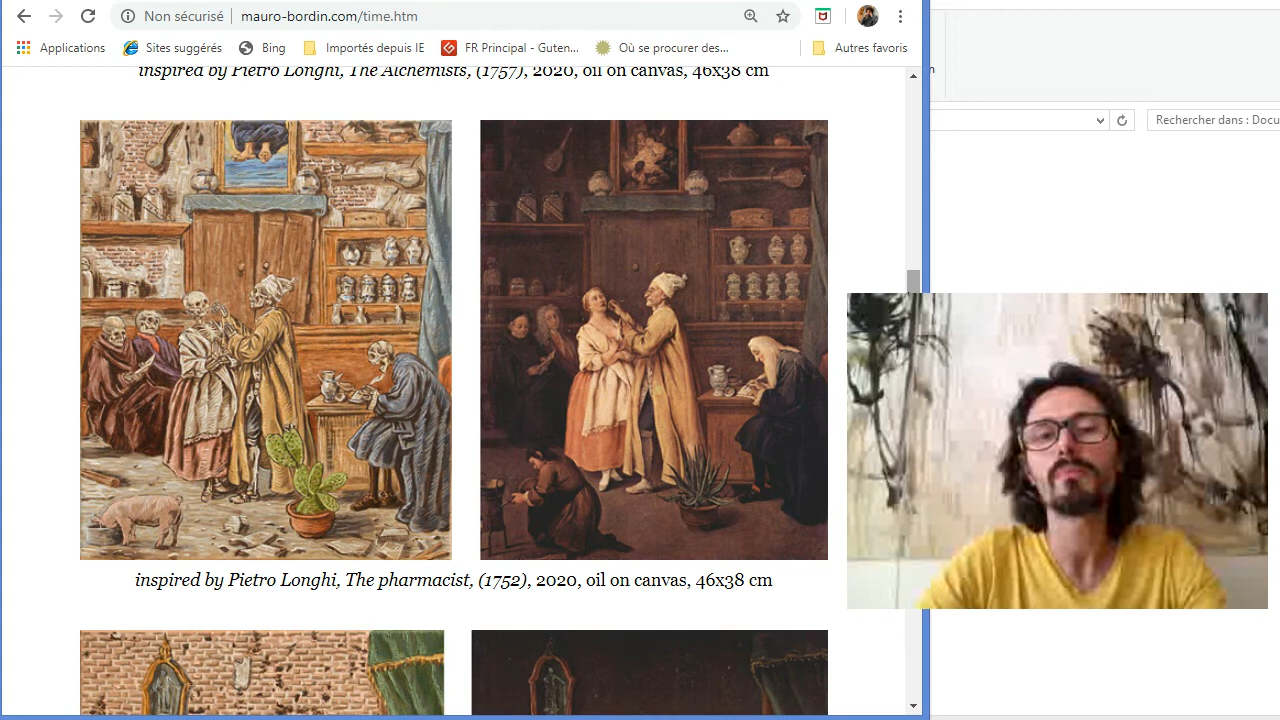 Non sécurisé
mauro-bordin.com/time.htm
Applications
Sites suggérés
Bing
Importés depuis IE
FR Principal - Guten...
Où se procurer des...
Autres favoris
inspired by Pietro Longhi, The Alchemists, (1757), 2020, oil on canvas, 46x38 cm
Rechercher dans : Docu
inspired by Pietro Longhi, The pharmacist, (1752), 2020, oil on canvas, 46x38 cm